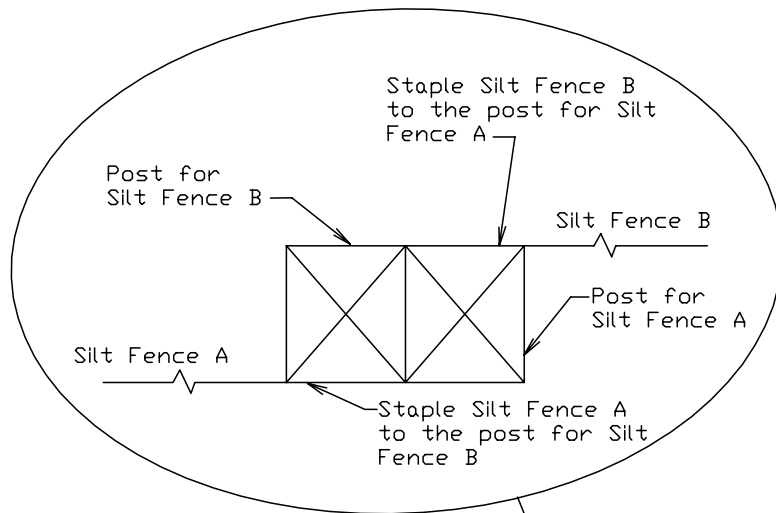 Staple Silt Fence B
to the post for Silt
Fence A
Post for
Silt Fence B
Silt Fence B
Post for
Silt Fence A
Silt Fence A
Staple Silt Fence A
to the post for Silt
Fence B